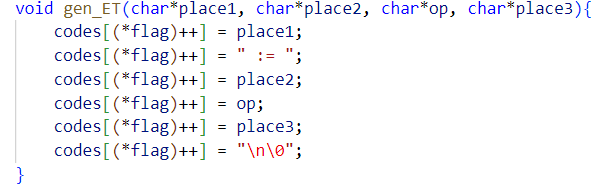 void gen_ET(char*place1, char*place2, char*op, char*place3){
    codes[(*flag)++] = place1;
    codes[(*flag)++] = " := ";
    codes[(*flag)++] = place2;
    codes[(*flag)++] = op;
    codes[(*flag)++] = place3;
    codes[(*flag)++] = "\n\0";
}